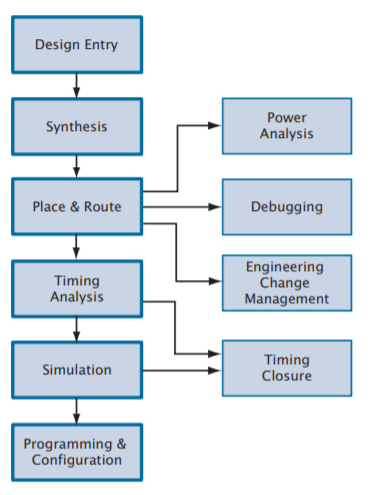 Design Entry
Synthesis
Power
Analysis
Place & Route
Debugging
Engineering
Change
Management
Timing
Analysis
Simulation
Timing
Closure
Programming &
Configuration